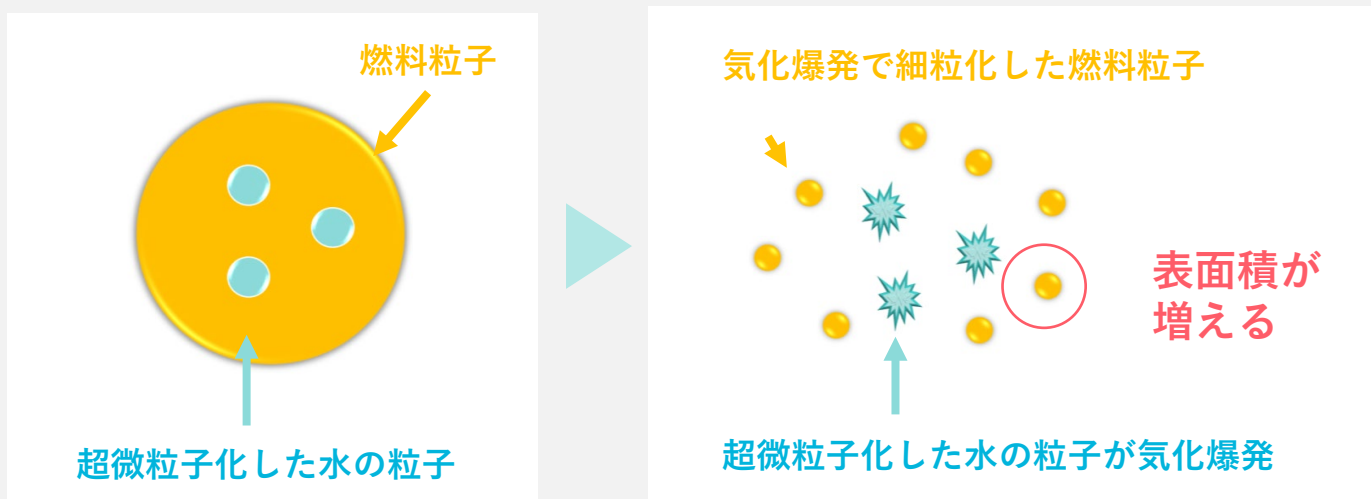 燃料粒子
超微粒子化した水の粒子
気化爆発で細粒化した燃料粒子
表面積が
増える
超微粒子化した水の粒子が気化爆発